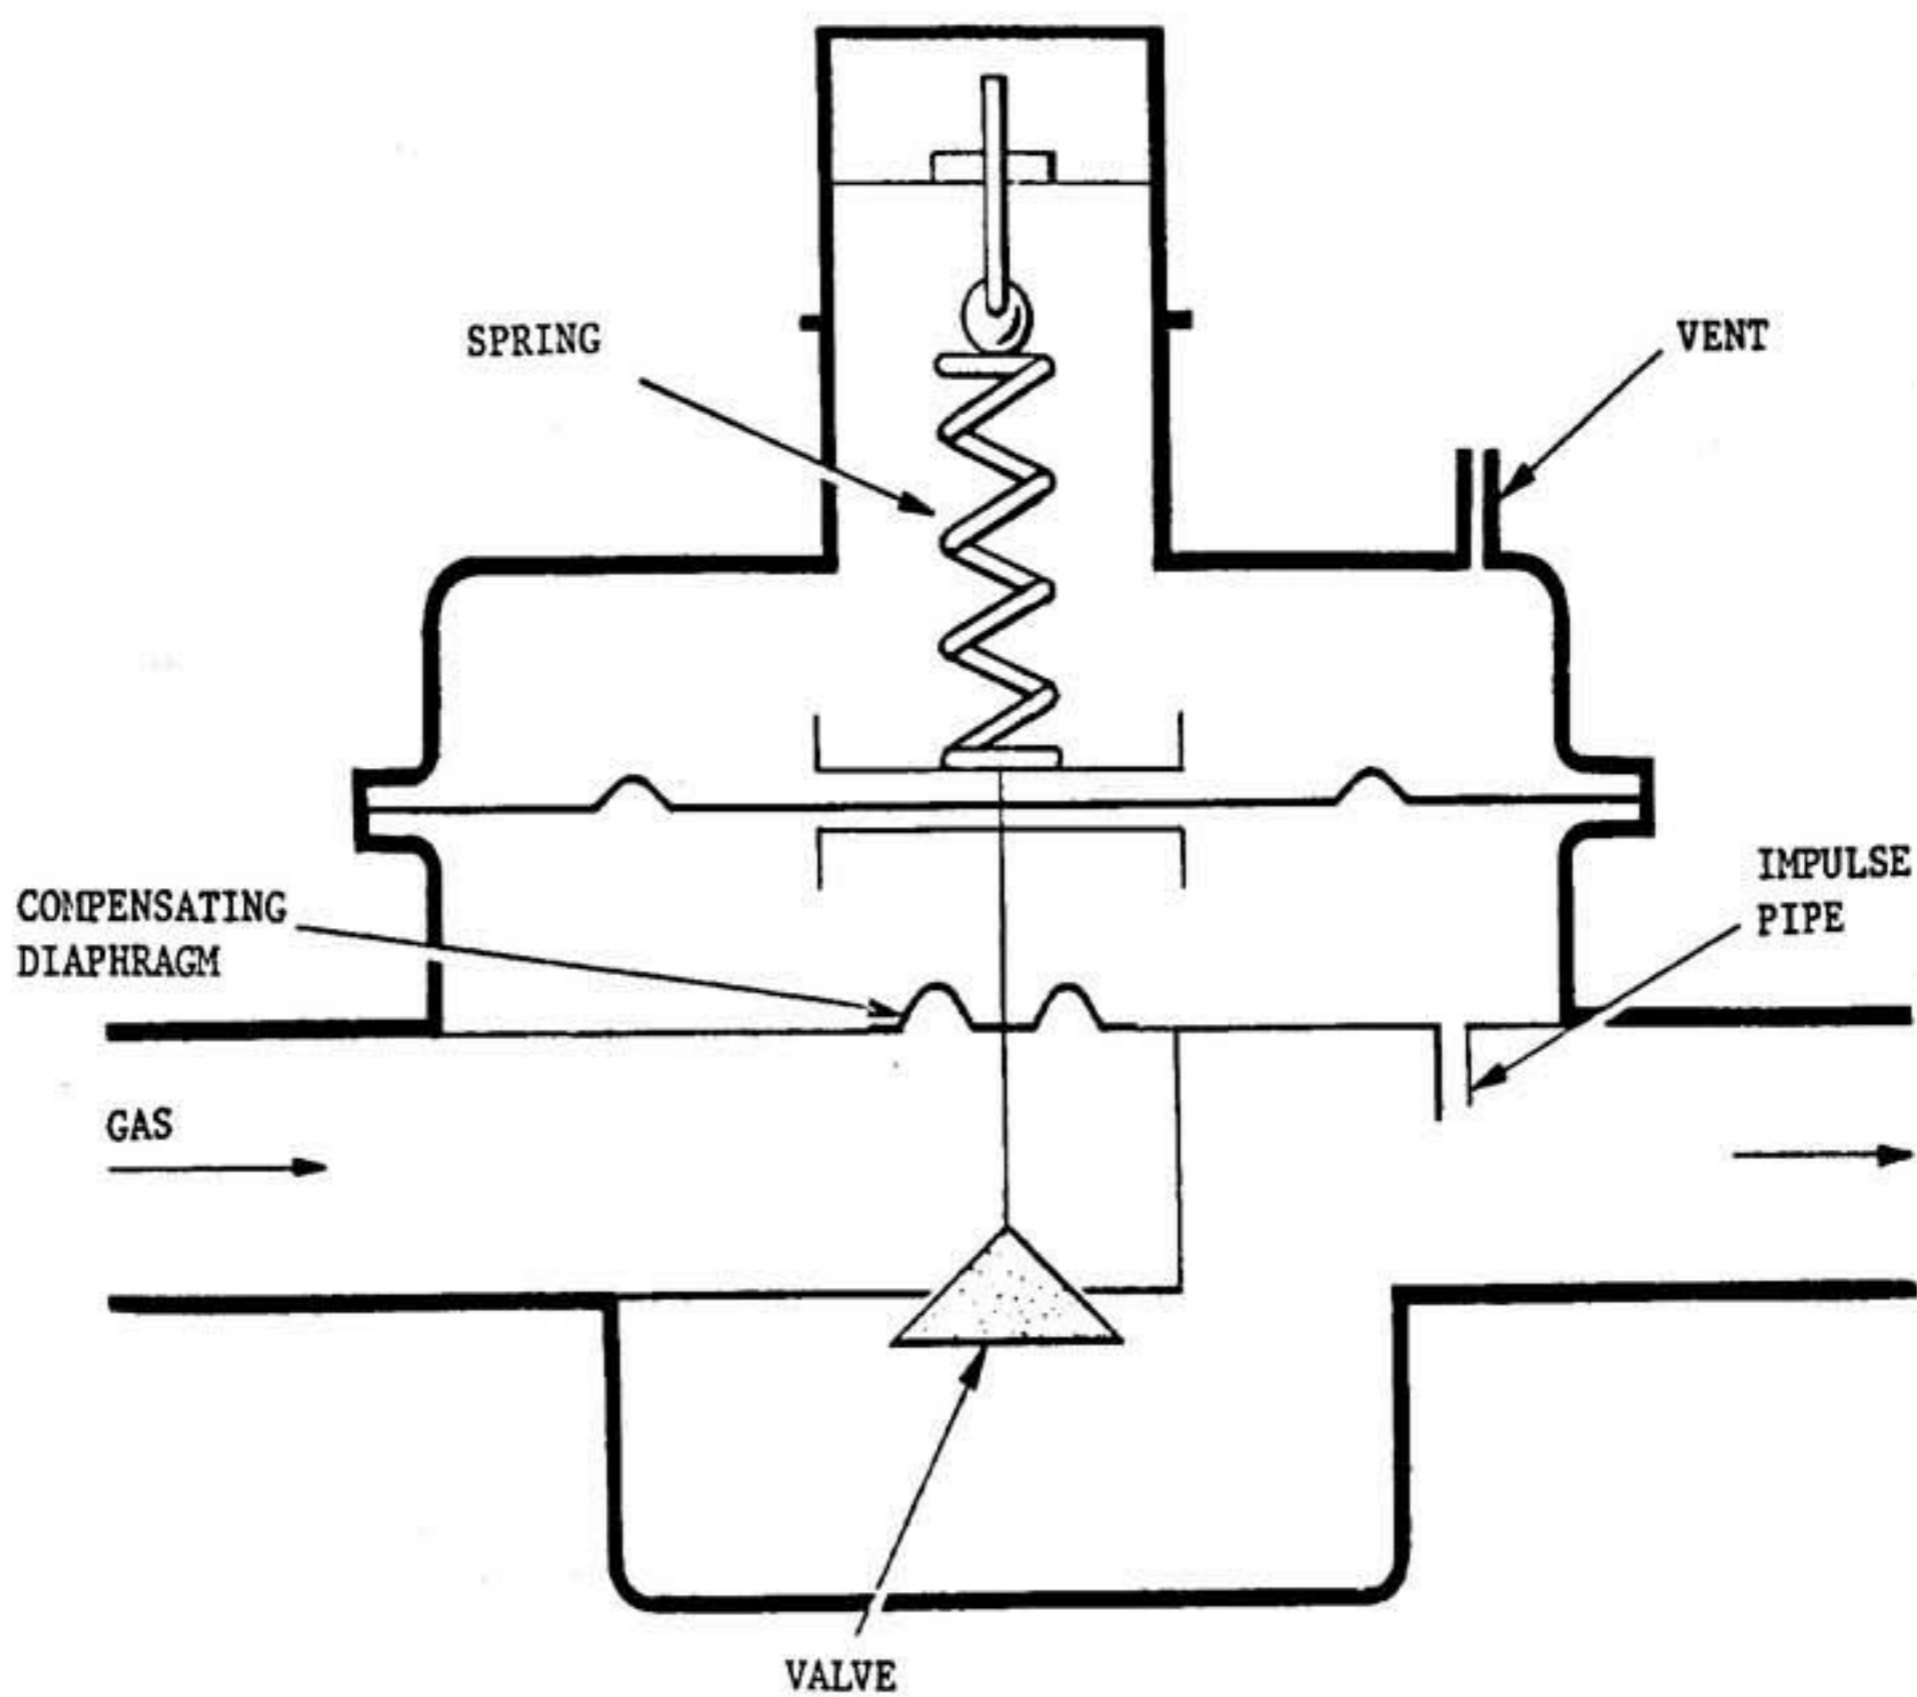 SPRING
VENT
COMPENSATING
DIAPHRAGM
IMPULSE
PIPE
GAS
VALVE